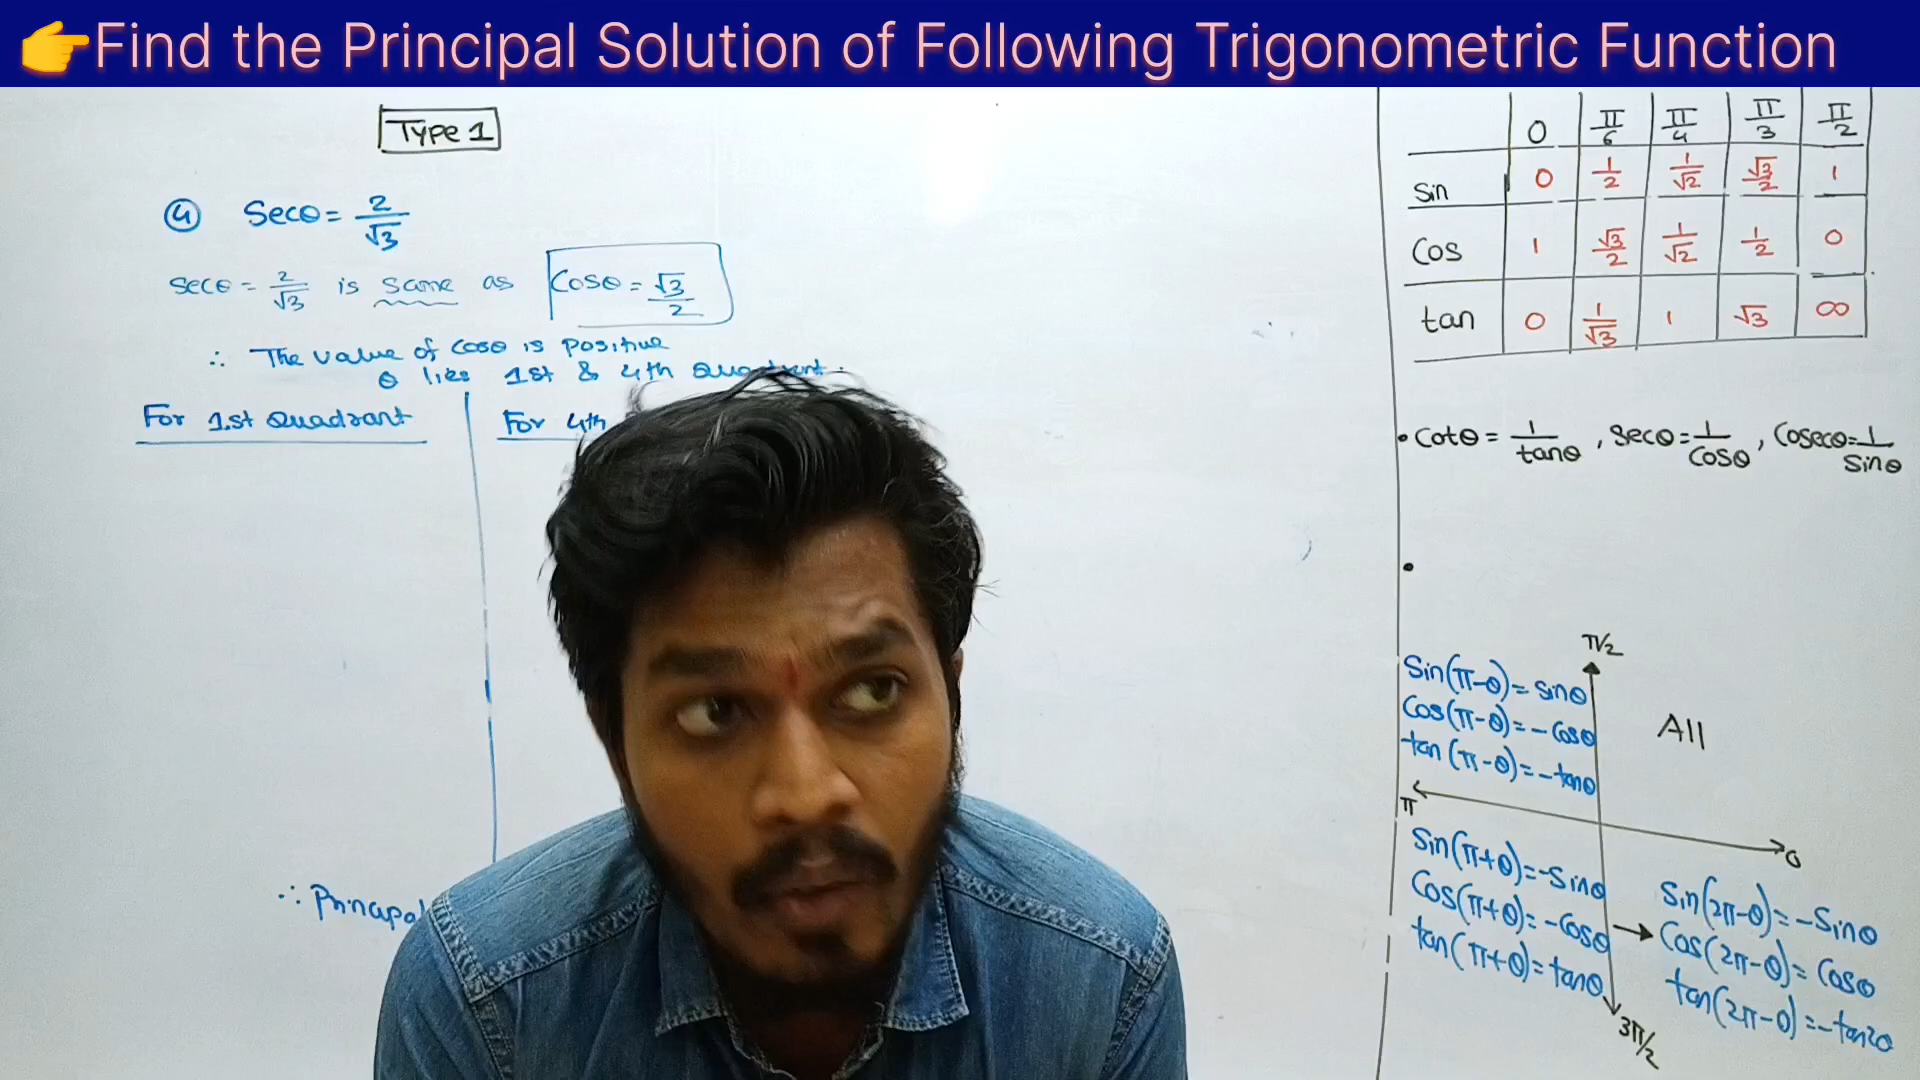 👉Find the Principal Solution of Following Trigonometric Function
Type 1
④ Secθ = 2/√3
secθ = 2/√3 is same as Cosθ = √3/2
∴ The value of cosθ is positive
θ lies 1st & 4th Quadrant.
For 1st Quadrant
For 4th
∴ Principal
0 π/6 π/4 π/3 π/2
Sin 0 1/2 1/√2 √3/2 1
Cos 1 √3/2 1/√2 1/2 0
tan 0 1/√3 1 √3 ∞
• Cotθ = 1/tanθ , Secθ = 1/Cosθ , Cosecθ = 1/Sinθ
•
π/2
Sin(π-θ) = Sinθ
Cos(π-θ) = -Cosθ
tan(π-θ) = -tanθ
All
π
0
Sin(π+θ) = -Sinθ
Cos(π+θ) = -Cosθ
tan(π+θ) = tanθ
Sin(2π-θ) = -Sinθ
Cos(2π-θ) = Cosθ
3π/2